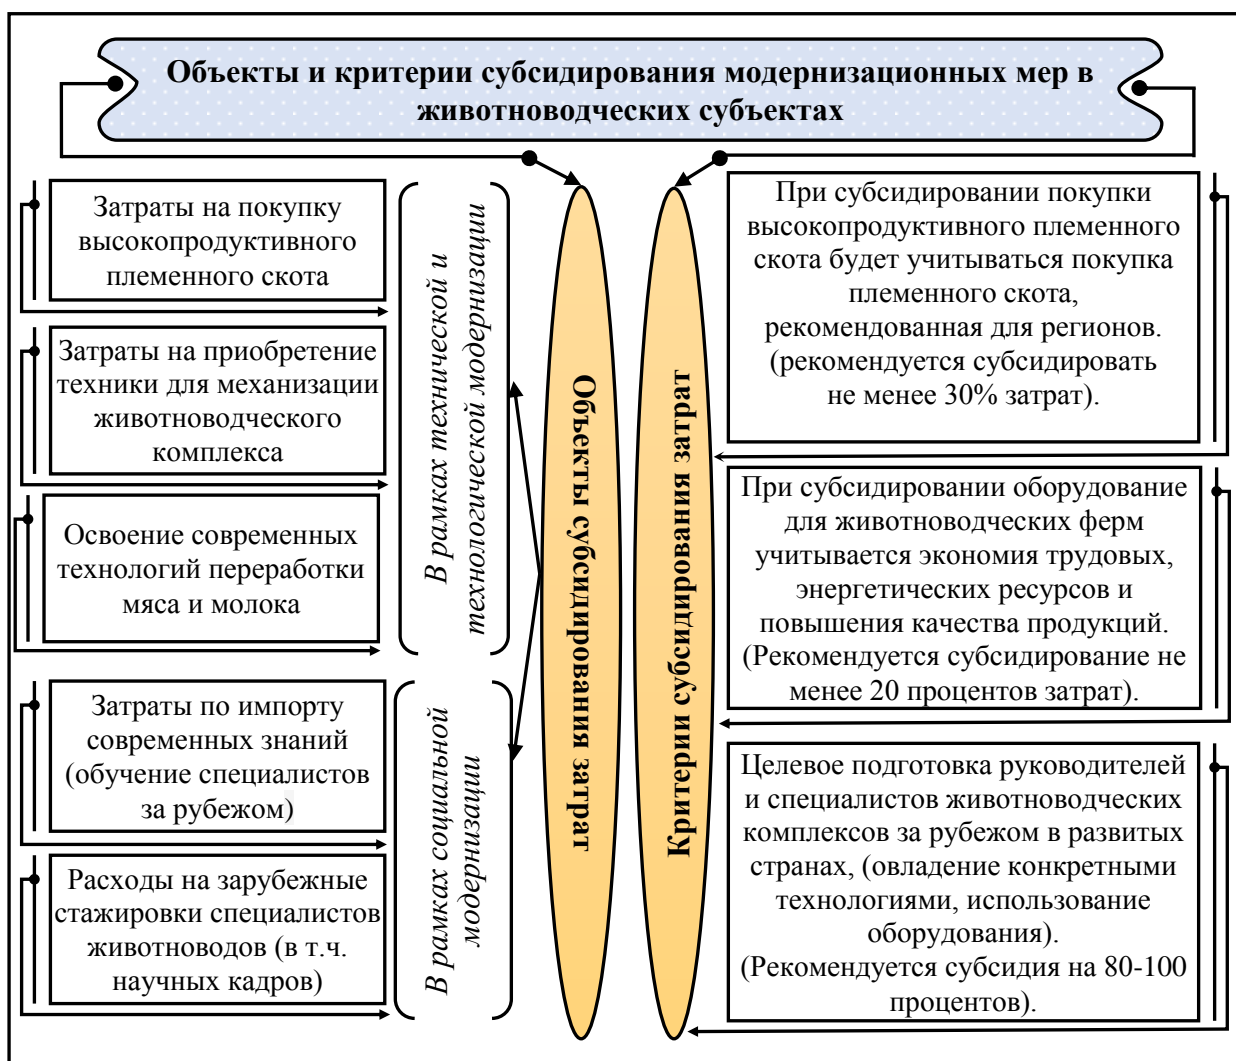 Объекты и критерии субсидирования модернизационных мер в
животноводческих субъектах
Затраты на покупку
высокопродуктивного
племенного скота
Затраты на приобретение
техники для механизации
животноводческого
комплекса
Освоение современных
технологий переработки
мяса и молока
Затраты по импорту
современных знаний
(обучение специалистов
за рубежом)
Расходы на зарубежные
стажировки специалистов
животноводов (в т.ч.
научных кадров)
В рамках технической и
технологической модернизации
В рамках социальной
модернизации
Объекты субсидирования затрат
Критерии субсидирования затрат
При субсидировании покупки
высокопродуктивного племенного
скота будет учитываться покупка
племенного скота,
рекомендованная для регионов.
(рекомендуется субсидировать
не менее 30% затрат).
При субсидировании оборудование
для животноводческих ферм
учитывается экономия трудовых,
энергетических ресурсов и
повышения качества продукций.
(Рекомендуется субсидирование не
менее 20 процентов затрат).
Целевое подготовка руководителей
и специалистов животноводческих
комплексов за рубежом в развитых
странах, (овладение конкретными
технологиями, использование
оборудования).
(Рекомендуется субсидия на 80-100
процентов).